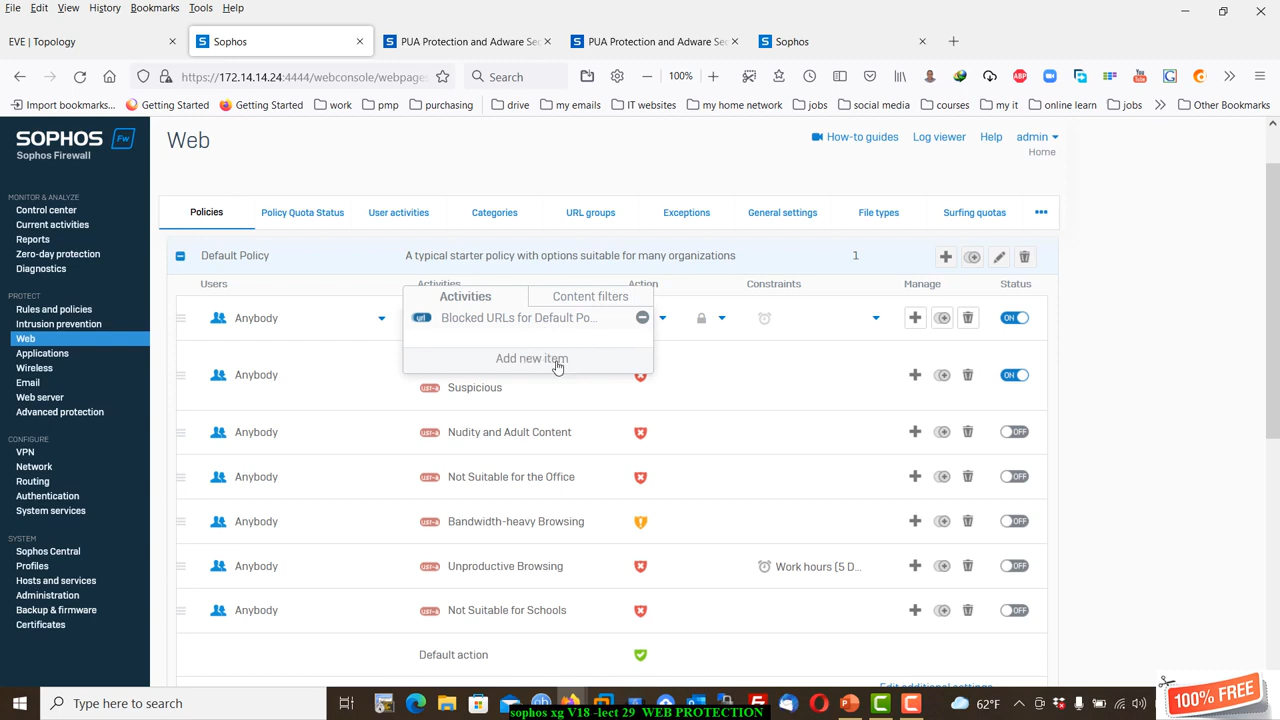 File Edit View History Bookmarks Tools Help
EVE | Topology
Sophos
PUA Protection and Adware Sec
PUA Protection and Adware Sec
Sophos
https://172.14.14.24:4444/webconsole/webpages
Search
100%
Import bookmarks...
Getting Started
Getting Started
work
pmp
purchasing
drive
my emails
IT websites
my home network
jobs
social media
courses
my it
online learn
jobs
Other Bookmarks
SOPHOS Fw
Sophos Firewall
Web
How-to guides
Log viewer
Help
admin
Home
MONITOR & ANALYZE
Control center
Current activities
Reports
Zero-day protection
Diagnostics
PROTECT
Rules and policies
Intrusion prevention
Web
Applications
Wireless
Email
Web server
Advanced protection
CONFIGURE
VPN
Network
Routing
Authentication
System services
SYSTEM
Sophos Central
Profiles
Hosts and services
Administration
Backup & firmware
Certificates
Policies
Policy Quota Status
User activities
Categories
URL groups
Exceptions
General settings
File types
Surfing quotas
Default Policy
A typical starter policy with options suitable for many organizations
1
Users Activities Action Constraints Manage Status
Activities
Content filters
Anybody
url Blocked URLs for Default Po...
ON
Add new item
Anybody
usr-a Suspicious
ON
Anybody usr-a Nudity and Adult Content OFF
Anybody usr-a Not Suitable for the Office OFF
Anybody usr-a Bandwidth-heavy Browsing OFF
Anybody usr-a Unproductive Browsing Work hours (5 D... OFF
Anybody usr-a Not Suitable for Schools OFF
Default action
Edit additional settings
Type here to search
62°F
100% FREE
sophos xg V18 -lect 29 WEB PROTECTION